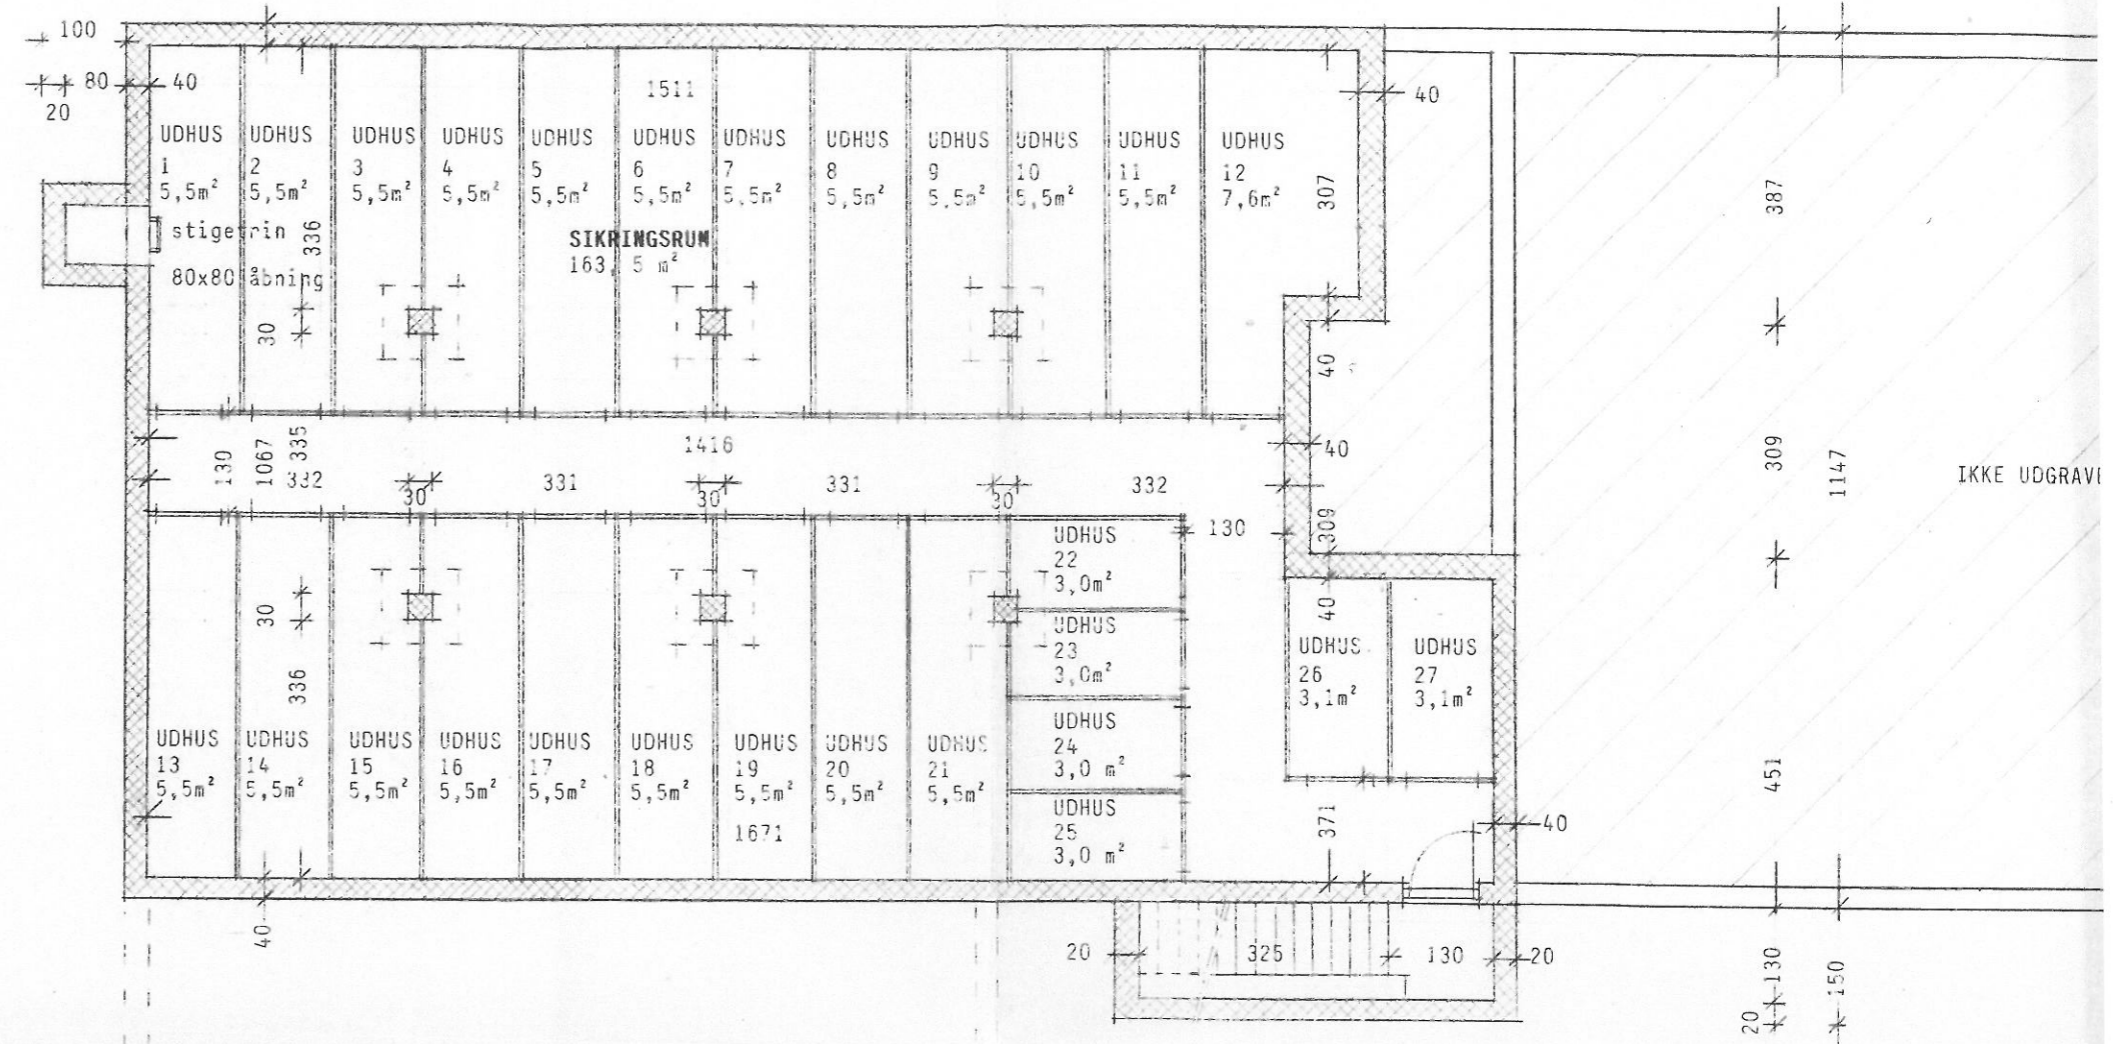 100
80
40
20
1511
40
UDHUS
1
5,5m²
UDHUS
2
5,5m²
UDHUS
3
5,5m²
UDHUS
4
5,5m²
UDHUS
5
5,5m²
UDHUS
6
5,5m²
UDHUS
7
5,5m²
UDHUS
8
5,5m²
UDHUS
9
5,5m²
UDHUS
10
5,5m²
UDHUS
11
5,5m²
UDHUS
12
7,6m²
307
387
stigetrin
336
80x80 åbning
SIKRINGSRUM
163,5 m²
30
40
1416
40
130
1067
335
332
30
331
30
331
30
332
309
1147
IKKE UDGRAVE
130
309
40
30
336
UDHUS
13
5,5m²
UDHUS
14
5,5m²
UDHUS
15
5,5m²
UDHUS
16
5,5m²
UDHUS
17
5,5m²
UDHUS
18
5,5m²
UDHUS
19
5,5m²
UDHUS
20
5,5m²
UDHUS
21
5,5m²
UDHUS
22
3,0m²
UDHUS
23
3,0m²
UDHUS
24
3,0 m²
UDHUS
25
3,0 m²
UDHUS
26
3,1m²
UDHUS
27
3,1m²
1671
371
451
40
40
20
325
130
20
130
150
20